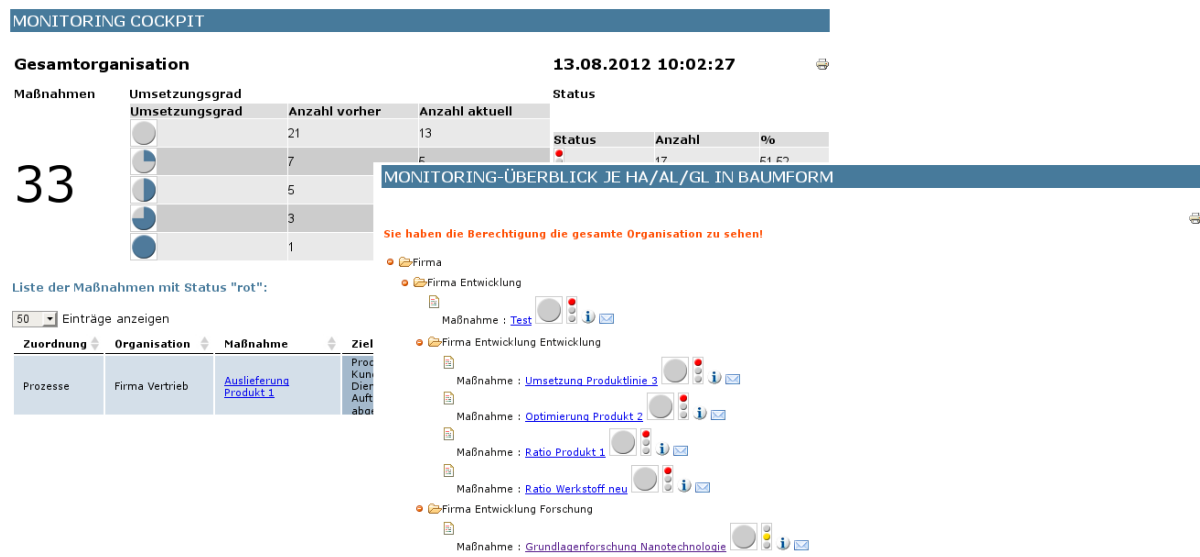 MONITORING COCKPIT
Gesamtorganisation 13.08.2012 10:02:27
Maßnahmen Umsetzungsgrad Status
Umsetzungsgrad Anzahl vorher Anzahl aktuell
21 13
Status Anzahl %
7
17 51,52
33
5
3
1
Liste der Maßnahmen mit Status "rot":
50 Einträge anzeigen
Zuordnung Organisation Maßnahme Ziel
Prozesse Firma Vertrieb Auslieferung
Produkt 1
MONITORING-ÜBERBLICK JE HA/AL/GL IN BAUMFORM
Sie haben die Berechtigung die gesamte Organisation zu sehen!
Firma
Firma Entwicklung
Maßnahme : Test
Firma Entwicklung Entwicklung
Maßnahme : Umsetzung Produktlinie 3
Maßnahme : Optimierung Produkt 2
Maßnahme : Ratio Produkt 1
Maßnahme : Ratio Werkstoff neu
Firma Entwicklung Forschung
Maßnahme : Grundlagenforschung Nanotechnologie